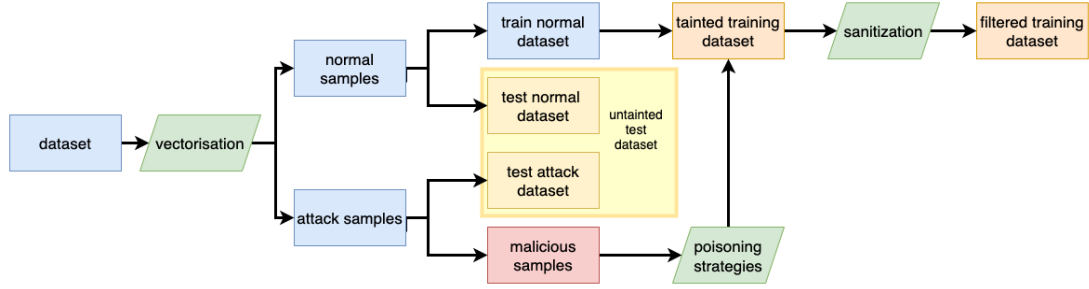 dataset
vectorisation
normal
samples
attack samples
train normal
dataset
test normal
dataset
test attack
dataset
untainted
test
dataset
malicious
samples
poisoning
strategies
tainted training
dataset
sanitization
filtered training
dataset